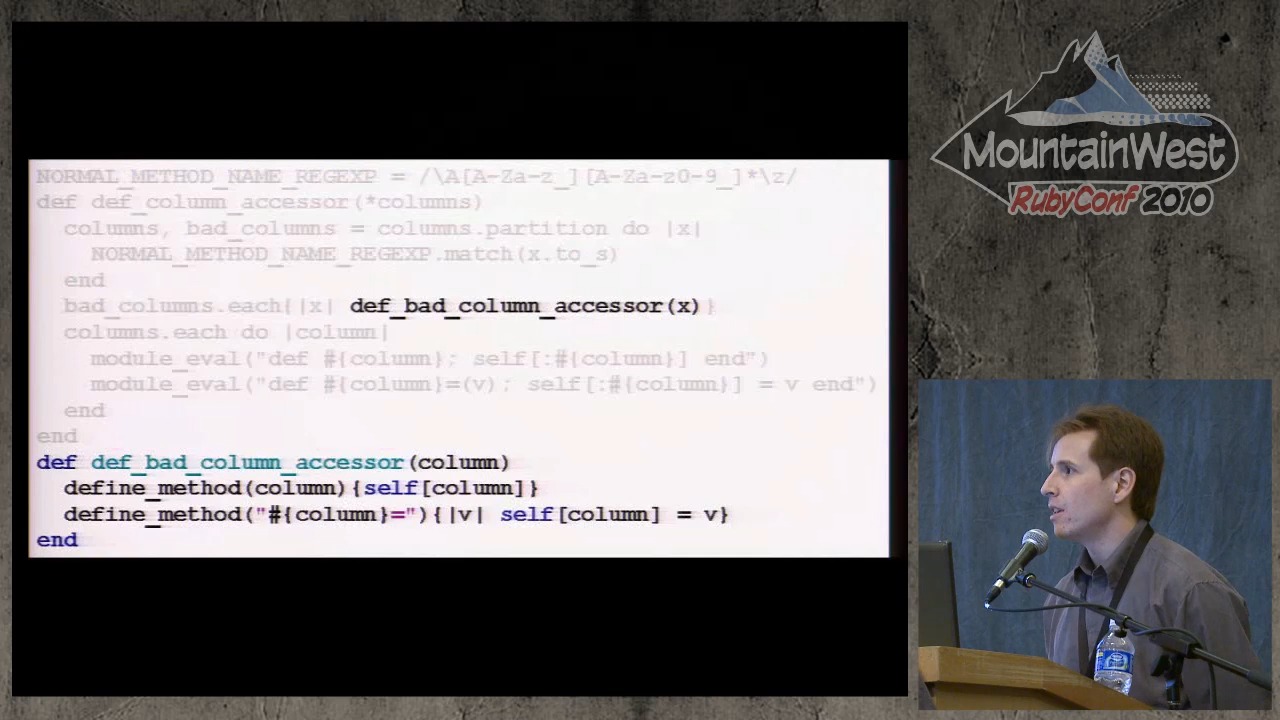 NORMAL_METHOD_NAME_REGEXP = /\A[A-Za-z_][A-Za-z0-9_]*\z/
def def_column_accessor(*columns)
  columns, bad_columns = columns.partition do |x|
    NORMAL_METHOD_NAME_REGEXP.match(x.to_s)
  end
  bad_columns.each{|x| def_bad_column_accessor(x)}
  columns.each do |column|
    module_eval("def #{column}; self[:#{column}] end")
    module_eval("def #{column}=(v); self[:#{column}] = v end")
  end
end
def def_bad_column_accessor(column)
  define_method(column){self[column]}
  define_method("#{column}="){|v| self[column] = v}
end
MountainWest
RubyConf 2010